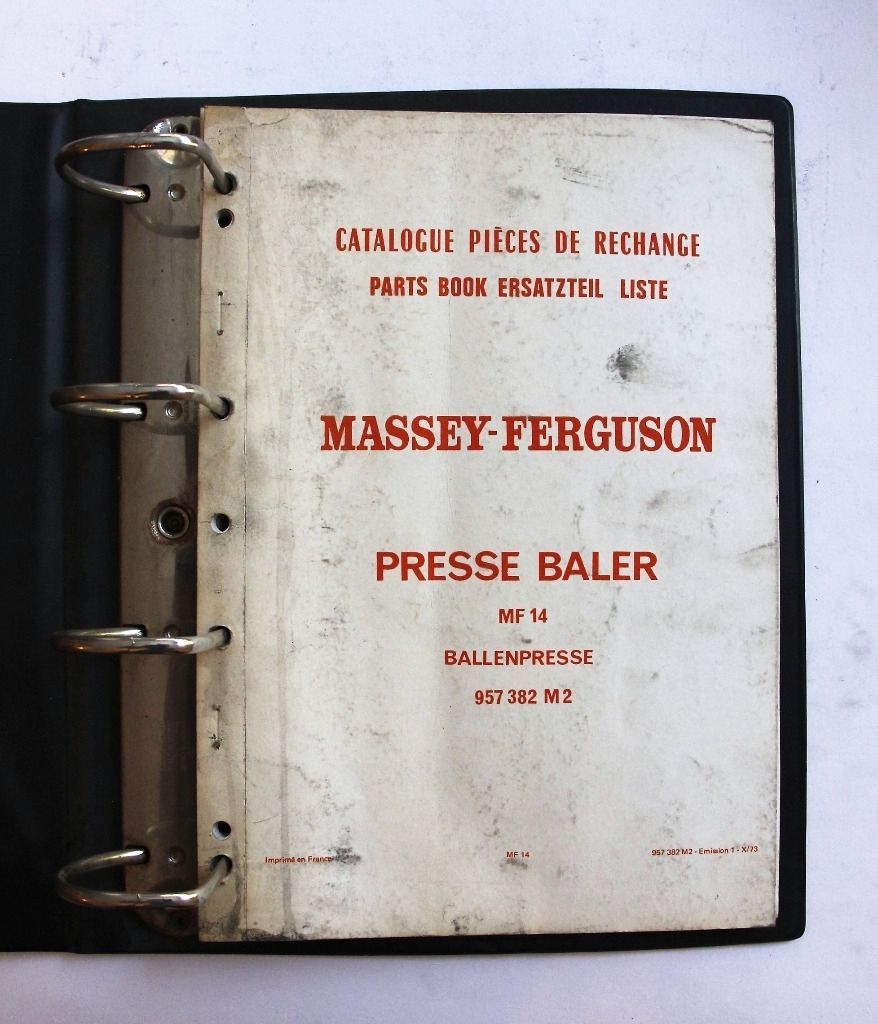 CATALOGUE PIÈCES DE RECHANGE
PARTS BOOK ERSATZTEIL LISTE
MASSEY-FERGUSON
PRESSE BALER
MF 14
BALLENPRESSE
957 382 M2
Imprimé en France
MF 14
957 382 M2 - Emission 1 - X/73